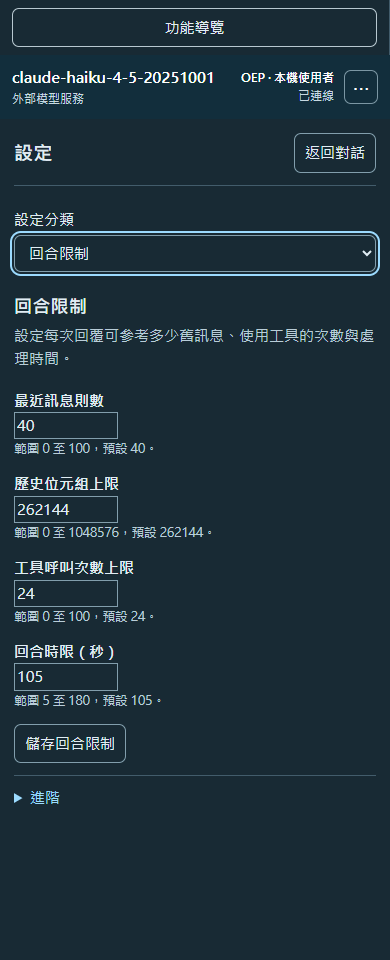 功能導覽
claude-haiku-4-5-20251001
OEP · 本機使用者
外部模型服務
已連線
...
設定
返回對話
設定分類
回合限制
回合限制
設定每次回覆可參考多少舊訊息、使用工具的次數與處
理時間。
最近訊息則數
40
範圍 0 至 100，預設 40。
歷史位元組上限
262144
範圍 0 至 1048576，預設 262144。
工具呼叫次數上限
24
範圍 0 至 100，預設 24。
回合時限（秒）
105
範圍 5 至 180，預設 105。
儲存回合限制
進階